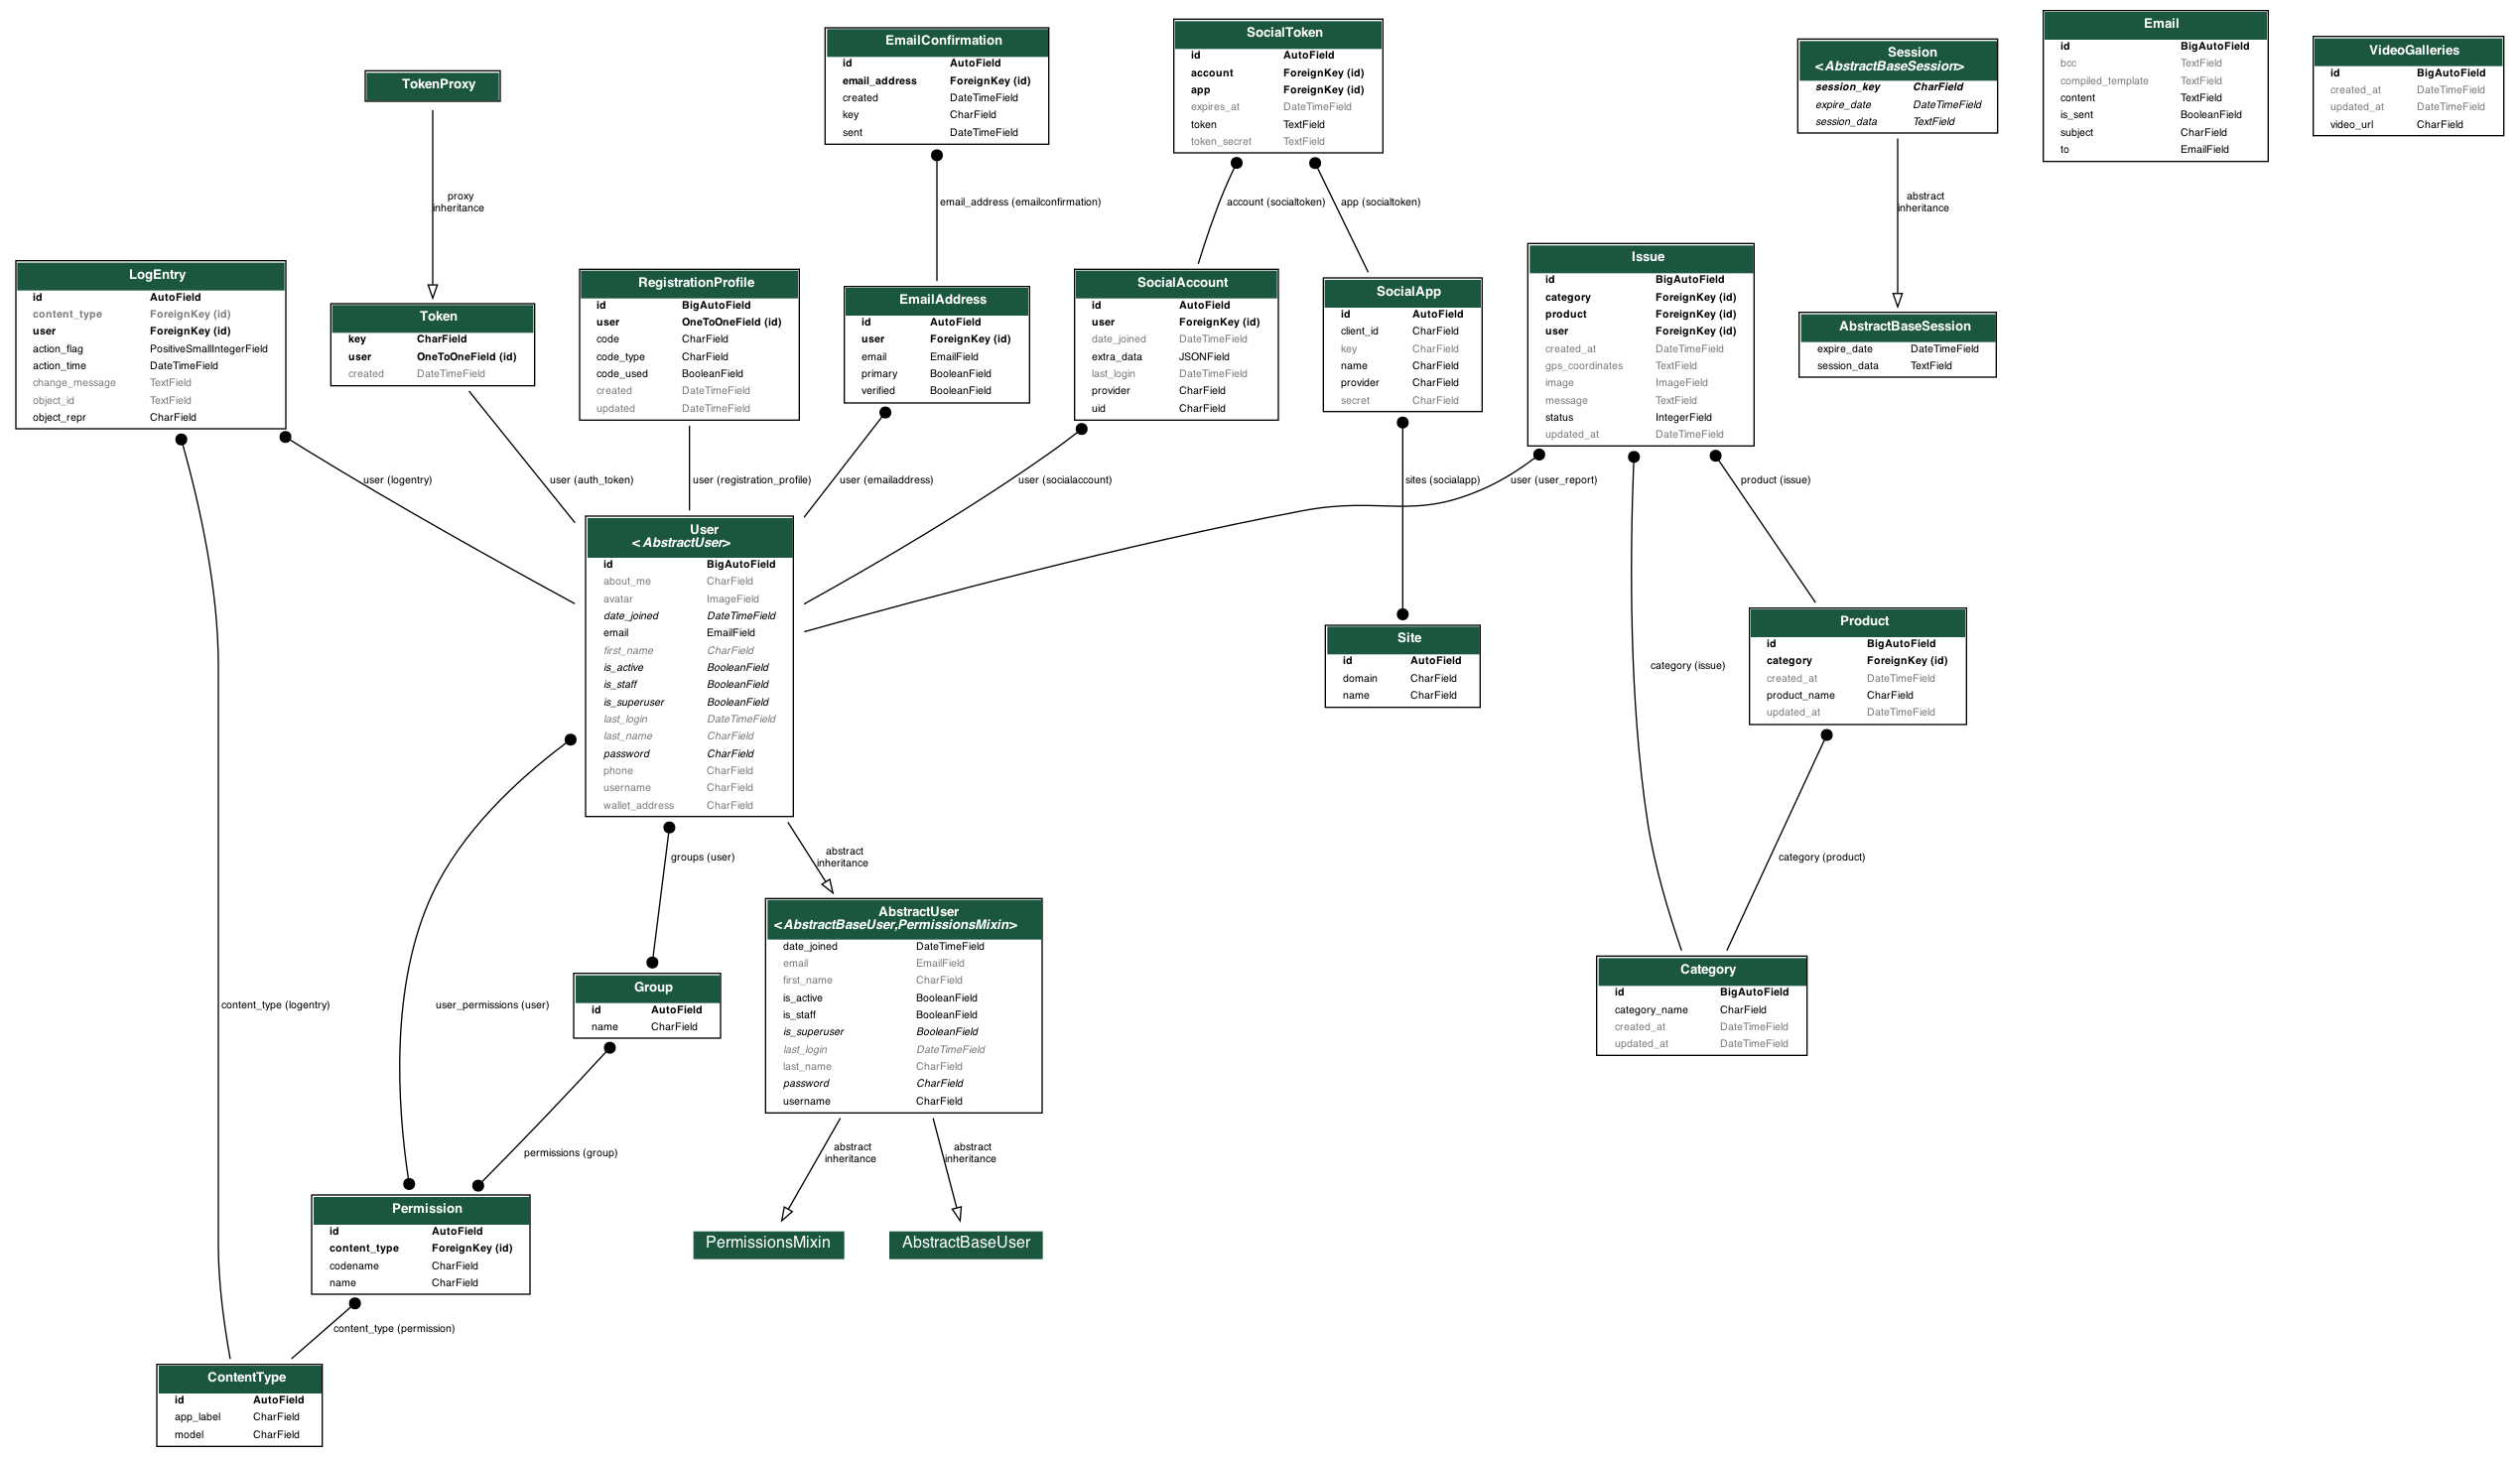 TokenProxy
EmailConfirmation
id AutoField
email_address ForeignKey (id)
created DateTimeField
key CharField
sent DateTimeField
SocialToken
id AutoField
account ForeignKey (id)
app ForeignKey (id)
expires_at DateTimeField
token TextField
token_secret TextField
Session
<AbstractBaseSession>
session_key CharField
expire_date DateTimeField
session_data TextField
Email
id BigAutoField
bcc TextField
compiled_template TextField
content TextField
is_sent BooleanField
subject CharField
to EmailField
VideoGalleries
id BigAutoField
created_at DateTimeField
updated_at DateTimeField
video_url CharField
proxy
inheritance
email_address (emailconfirmation)
account (socialtoken)
app (socialtoken)
abstract
inheritance
LogEntry
id AutoField
content_type ForeignKey (id)
user ForeignKey (id)
action_flag PositiveSmallIntegerField
action_time DateTimeField
change_message TextField
object_id TextField
object_repr CharField
Token
key CharField
user OneToOneField (id)
created DateTimeField
RegistrationProfile
id BigAutoField
user OneToOneField (id)
code CharField
code_type CharField
code_used BooleanField
created DateTimeField
updated DateTimeField
EmailAddress
id AutoField
user ForeignKey (id)
email EmailField
primary BooleanField
verified BooleanField
SocialAccount
id AutoField
user ForeignKey (id)
date_joined DateTimeField
extra_data JSONField
last_login DateTimeField
provider CharField
uid CharField
SocialApp
id AutoField
client_id CharField
key CharField
name CharField
provider CharField
secret CharField
Issue
id BigAutoField
category ForeignKey (id)
product ForeignKey (id)
user ForeignKey (id)
created_at DateTimeField
gps_coordinates TextField
image ImageField
message TextField
status IntegerField
updated_at DateTimeField
AbstractBaseSession
expire_date DateTimeField
session_data TextField
user (logentry)
user (auth_token)
user (registration_profile)
user (emailaddress)
user (socialaccount)
sites (socialapp)
user (user_report)
product (issue)
User
<AbstractUser>
id BigAutoField
about_me CharField
avatar ImageField
date_joined DateTimeField
email EmailField
first_name CharField
is_active BooleanField
is_staff BooleanField
is_superuser BooleanField
last_login DateTimeField
last_name CharField
password CharField
phone CharField
username CharField
wallet_address CharField
Site
id AutoField
domain CharField
name CharField
category (issue)
Product
id BigAutoField
category ForeignKey (id)
created_at DateTimeField
product_name CharField
updated_at DateTimeField
groups (user)
abstract
inheritance
category (product)
content_type (logentry)
user_permissions (user)
Group
id AutoField
name CharField
AbstractUser
<AbstractBaseUser,PermissionsMixin>
date_joined DateTimeField
email EmailField
first_name CharField
is_active BooleanField
is_staff BooleanField
is_superuser BooleanField
last_login DateTimeField
last_name CharField
password CharField
username CharField
Category
id BigAutoField
category_name CharField
created_at DateTimeField
updated_at DateTimeField
permissions (group)
abstract
inheritance
abstract
inheritance
Permission
id AutoField
content_type ForeignKey (id)
codename CharField
name CharField
PermissionsMixin
AbstractBaseUser
content_type (permission)
ContentType
id AutoField
app_label CharField
model CharField